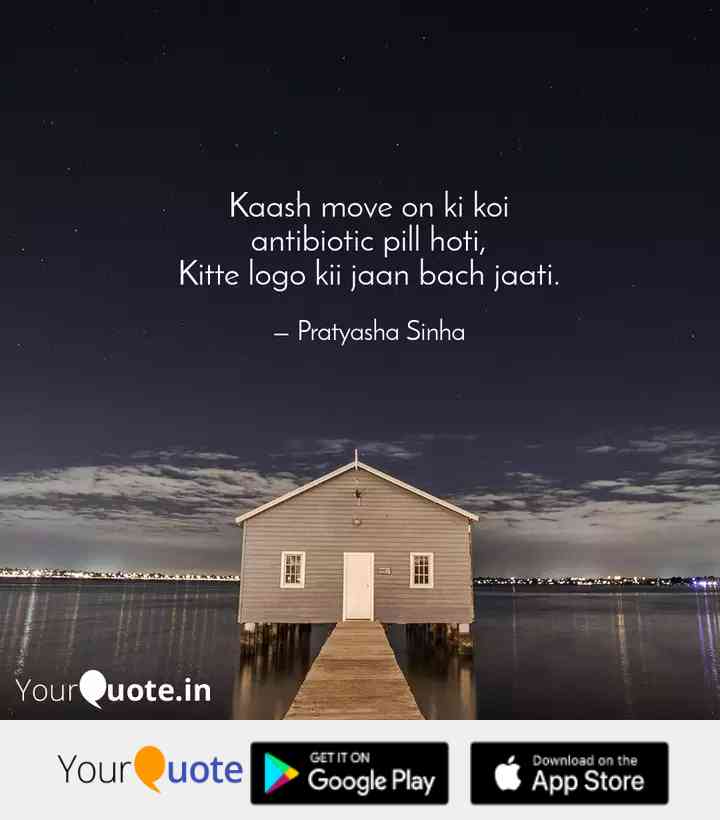 Kaash move on ki koi
antibiotic pill hoti,
Kitte logo kii jaan bach jaati.
– Pratyasha Sinha
YourQuote.in
YourQuote
GET IT ON
Google Play
Download on the
App Store